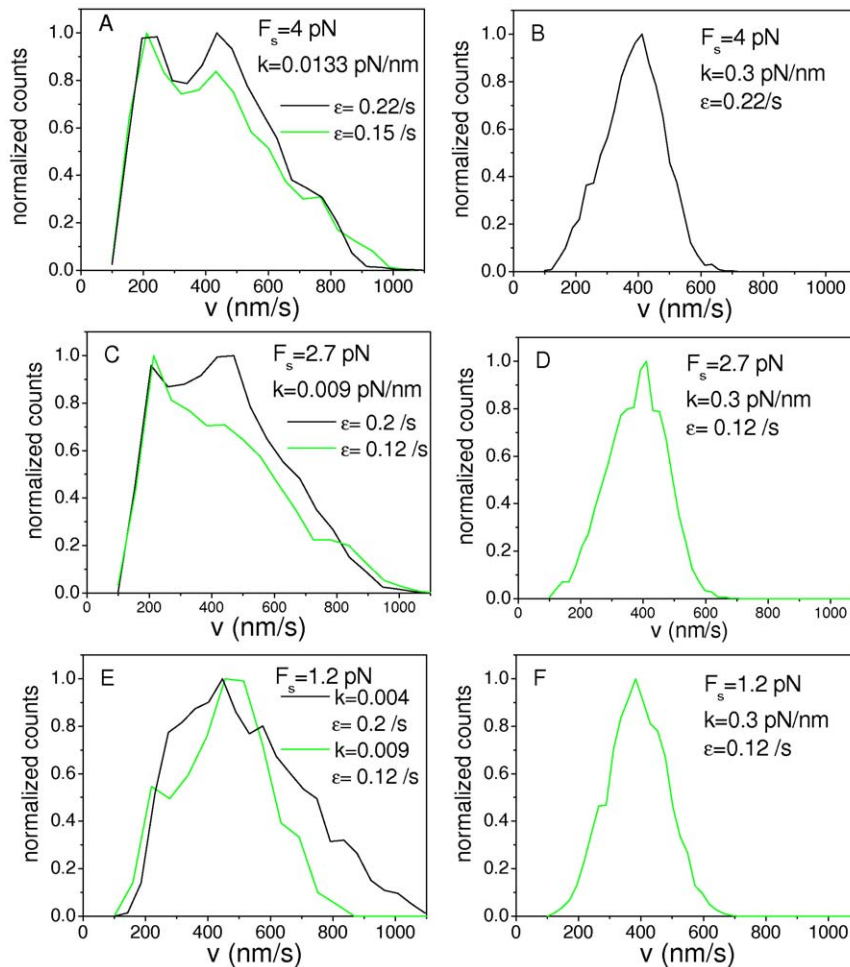 A
F_s=4 pN
k=0.0133 pN/nm
ε= 0.22/s
ε=0.15 /s
normalized counts
1.0
0.8
0.6
0.4
0.2
0.0
0 200 400 600 800 1000
v (nm/s)
B
F_s=4 pN
k=0.3 pN/nm
ε=0.22/s
normalized counts
1.0
0.8
0.6
0.4
0.2
0.0
0 200 400 600 800 1000
v (nm/s)
C
F_s=2.7 pN
k=0.009 pN/nm
ε= 0.2 /s
ε= 0.12 /s
normalized counts
1.0
0.8
0.6
0.4
0.2
0.0
0 200 400 600 800 1000
v (nm/s)
D
F_s=2.7 pN
k=0.3 pN/nm
ε= 0.12 /s
normalized counts
1.0
0.8
0.6
0.4
0.2
0.0
0 200 400 600 800 1000
v (nm/s)
E
F_s=1.2 pN
k=0.004
ε= 0.2 /s
k=0.009
ε= 0.12 /s
normalized counts
1.0
0.8
0.6
0.4
0.2
0.0
0 200 400 600 800 1000
v (nm/s)
F
F_s=1.2 pN
k=0.3 pN/nm
ε=0.12 /s
normalized counts
1.0
0.8
0.6
0.4
0.2
0.0
0 200 400 600 800 1000
v (nm/s)